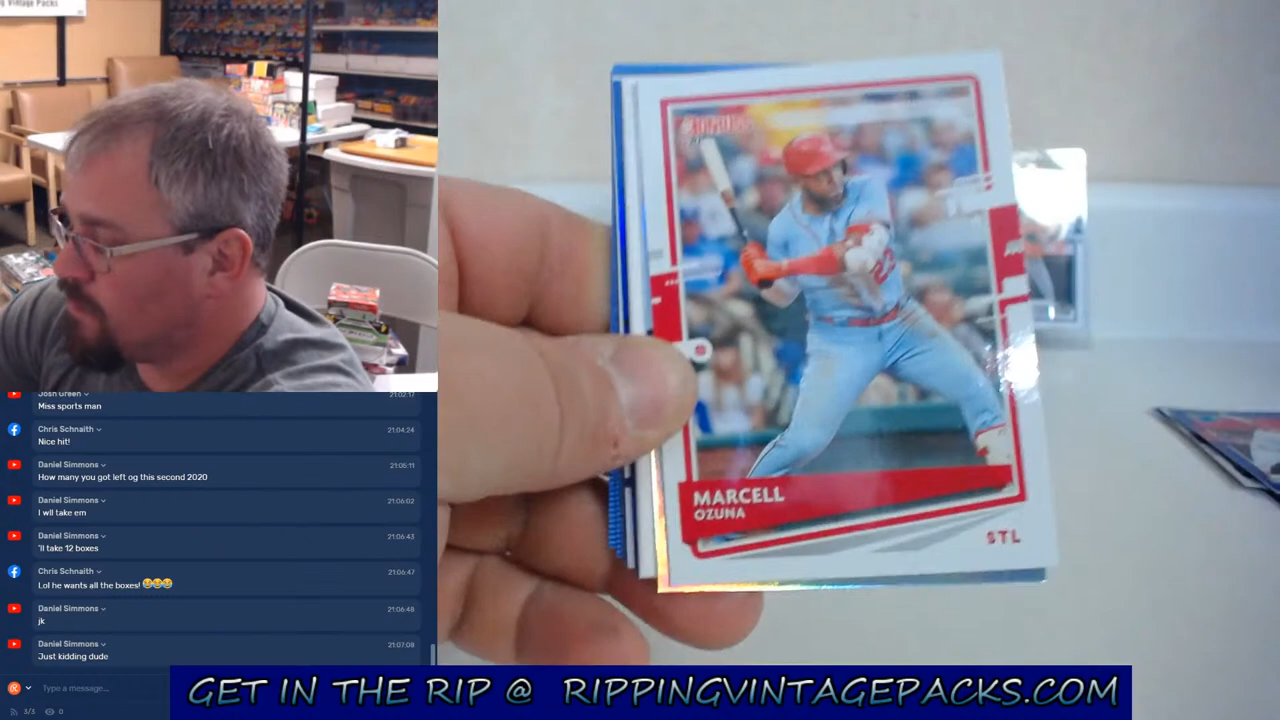 g Vintage Packs
Josh Green
21:02:17
Miss sports man
Chris Schnaith
21:04:24
Nice hit!
Daniel Simmons
21:05:11
How many you got left og this second 2020
Daniel Simmons
21:06:02
I wll take em
Daniel Simmons
21:06:43
'll take 12 boxes
Chris Schnaith
21:06:47
Lol he wants all the boxes! 😂😂😂
Daniel Simmons
21:06:48
jk
Daniel Simmons
21:07:08
Just kidding dude
Type a message...
3/3
0
DONRUSS
22
MARCELL
OZUNA
STL
GET IN THE RIP @ RIPPINGVINTAGEPACKS.COM